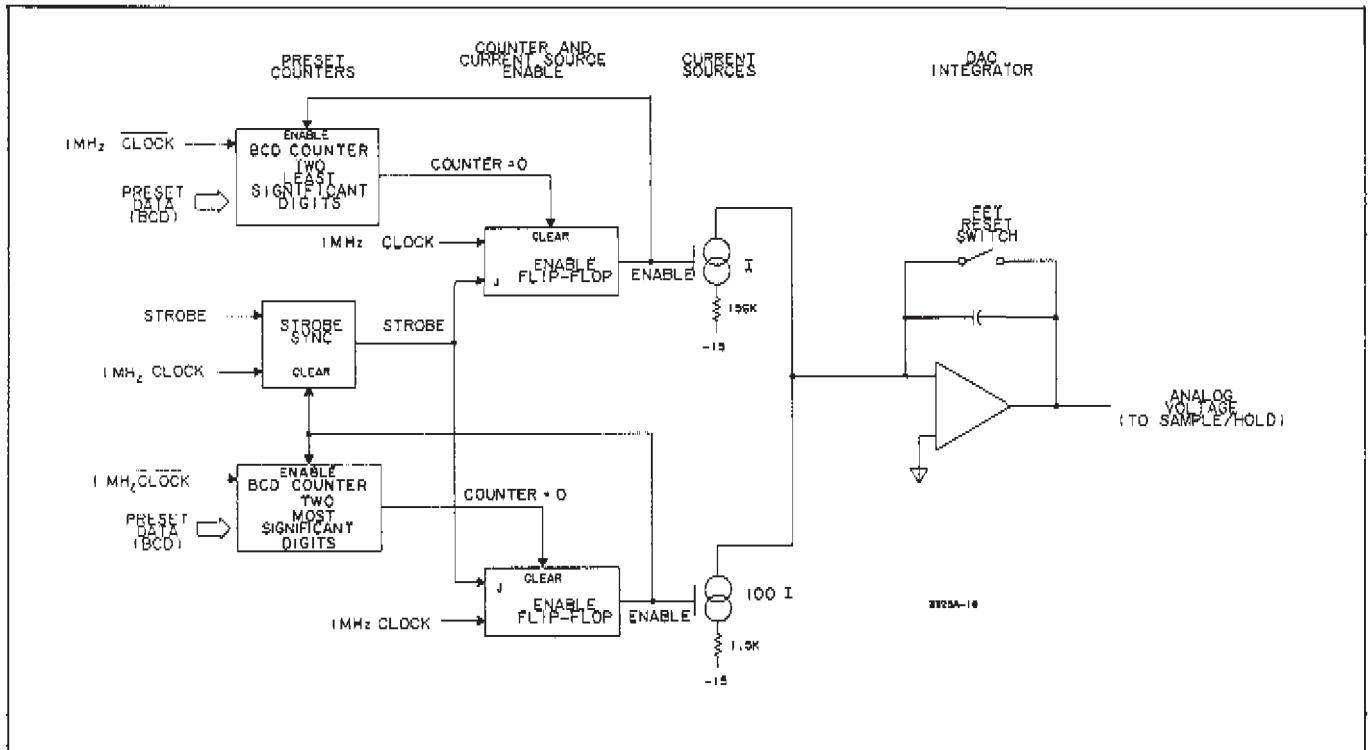 PRESET
COUNTERS
COUNTER AND
CURRENT SOURCE
ENABLE
CURRENT
SOURCES
DAC
INTEGRATOR
1MHz CLOCK
ENABLE
BCD COUNTER
TWO
LEAST
SIGNIFICANT
DIGITS
PRESET
DATA
(BCD)
COUNTER = 0
1MHz CLOCK
CLEAR
J
ENABLE
FLIP-FLOP
ENABLE
I
-15
FET
RESET
SWITCH
STROBE
STROBE
SYNC
CLEAR
STROBE
1MHz CLOCK
ANALOG
VOLTAGE
(TO SAMPLE/HOLD)
1MHz CLOCK
ENABLE
BCD COUNTER
TWO
MOST
SIGNIFICANT
DIGITS
PRESET
DATA
(BCD)
COUNTER = 0
CLEAR
J
ENABLE
FLIP-FLOP
1MHz CLOCK
ENABLE
100 I
1.5K
-15